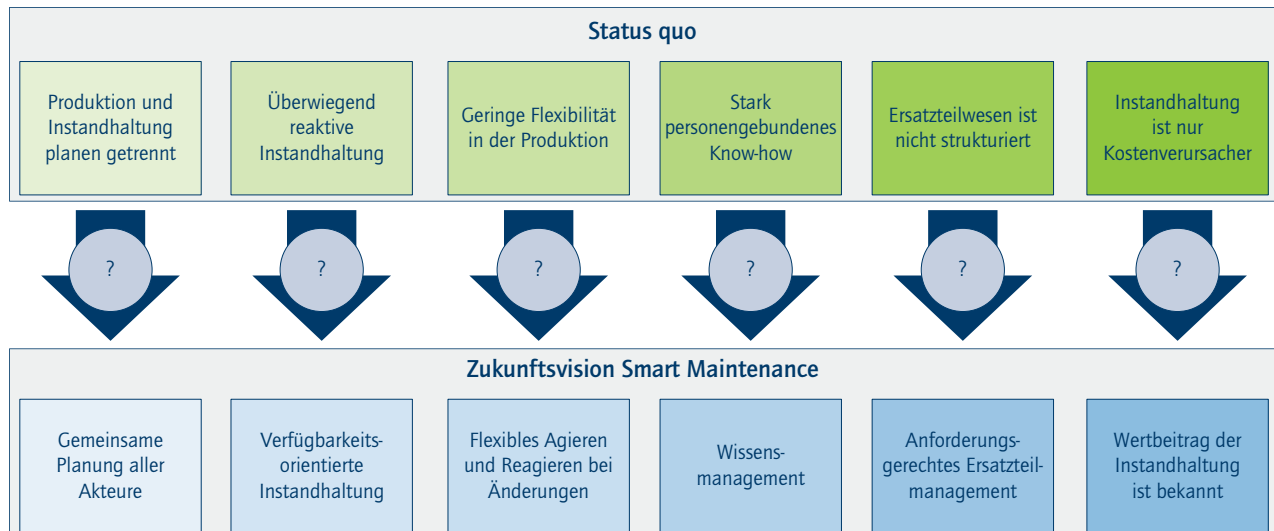 Status quo
Produktion und
Instandhaltung
planen getrennt
Überwiegend
reaktive
Instandhaltung
Geringe Flexibilität
in der Produktion
Stark
personengebundenes
Know-how
Ersatzteilwesen ist
nicht strukturiert
Instandhaltung
ist nur
Kostenverursacher
?
?
?
?
?
?
Zukunftsvision Smart Maintenance
Gemeinsame
Planung aller
Akteure
Verfügbarkeits-
orientierte
Instandhaltung
Flexibles Agieren
und Reagieren bei
Änderungen
Wissens-
management
Anforderungs-
gerechtes Ersatzteil-
management
Wertbeitrag der
Instandhaltung
ist bekannt